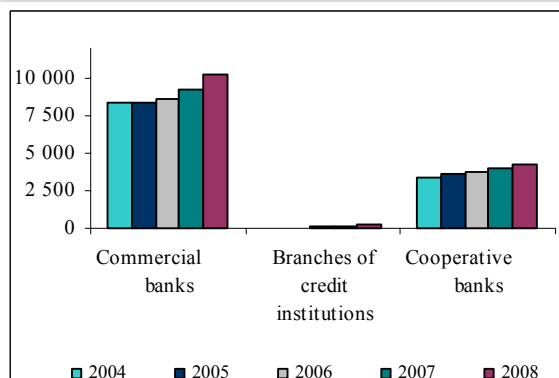 10 000
7 500
5 000
2 500
0
Commercial banks
Branches of credit institutions
Cooperative banks
2004 2005 2006 2007 2008